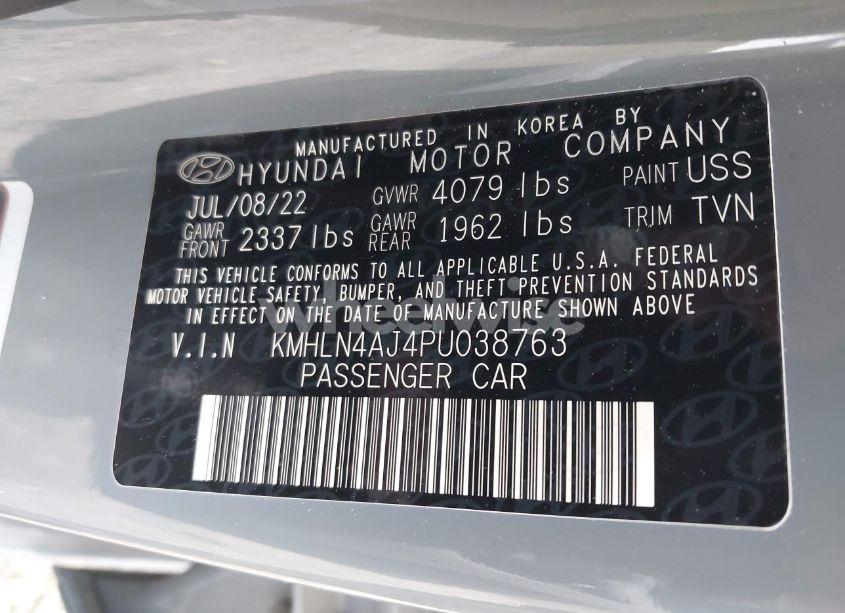 MANUFACTURED IN KOREA BY
HYUNDAI MOTOR COMPANY
JUL/08/22 GVWR 4079 lbs PAINT USS
GAWR FRONT 2337 lbs GAWR REAR 1962 lbs TRIM TVN
THIS VEHICLE CONFORMS TO ALL APPLICABLE U.S.A. FEDERAL
MOTOR VEHICLE SAFETY, BUMPER, AND THEFT PREVENTION STANDARDS
IN EFFECT ON THE DATE OF MANUFACTURE SHOWN ABOVE
wheelwise
V.I.N KMHLN4AJ4PU038763
PASSENGER CAR